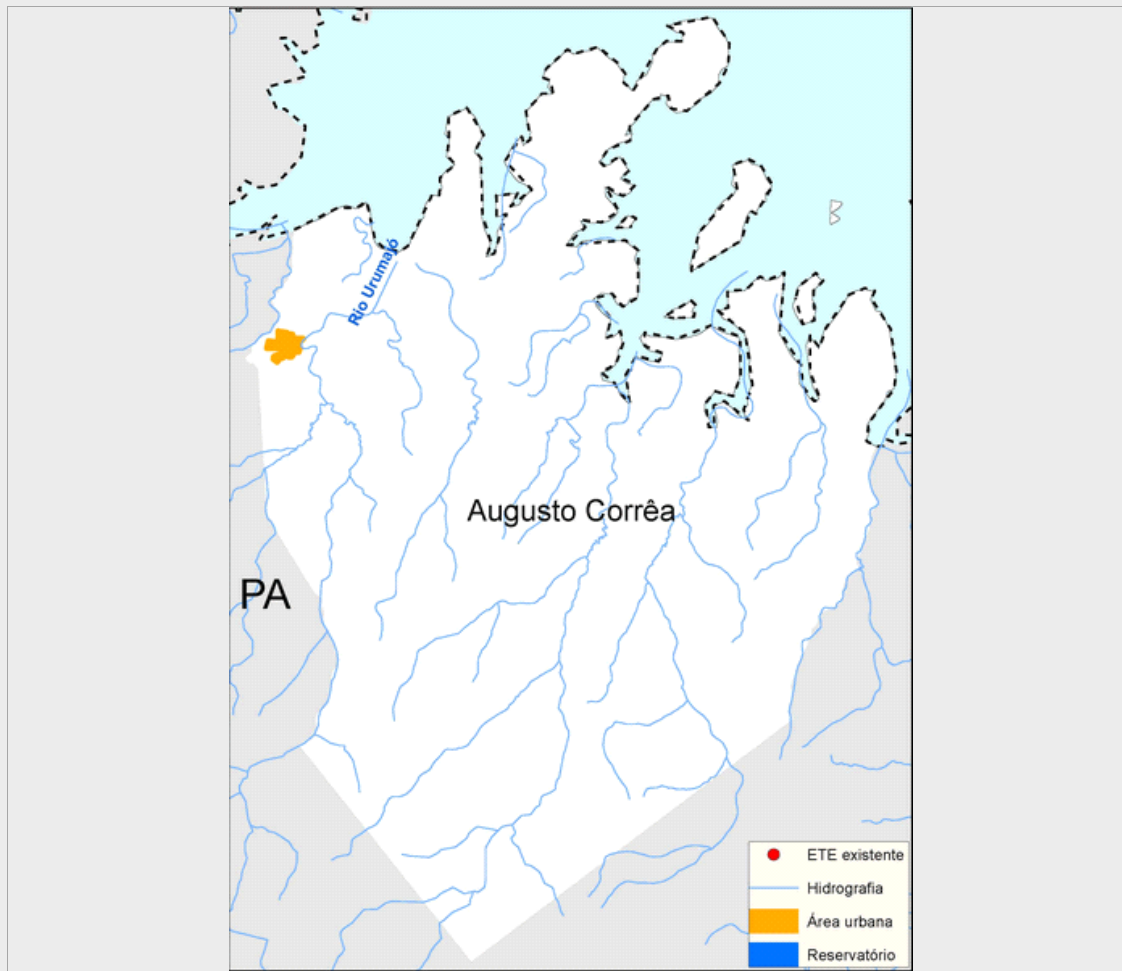 Rio Urumajó
Augusto Corrêa
PA
ETE existente
Hidrografia
Área urbana
Reservatório